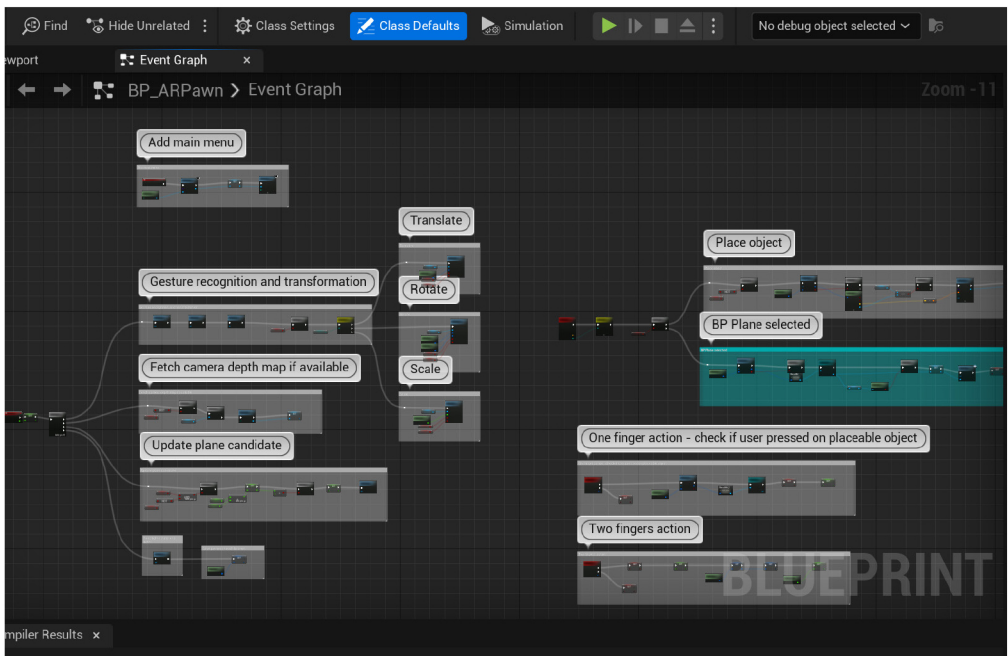 Find
Hide Unrelated
Class Settings
Class Defaults
Simulation
No debug object selected
ewport
Event Graph
BP_ARPawn > Event Graph
Zoom -11
Add main menu
Translate
Place object
Gesture recognition and transformation
Rotate
BP Plane selected
Fetch camera depth map if available
Scale
Update plane candidate
One finger action - check if user pressed on placeable object
Two fingers action
BLUEPRINT
mpiler Results